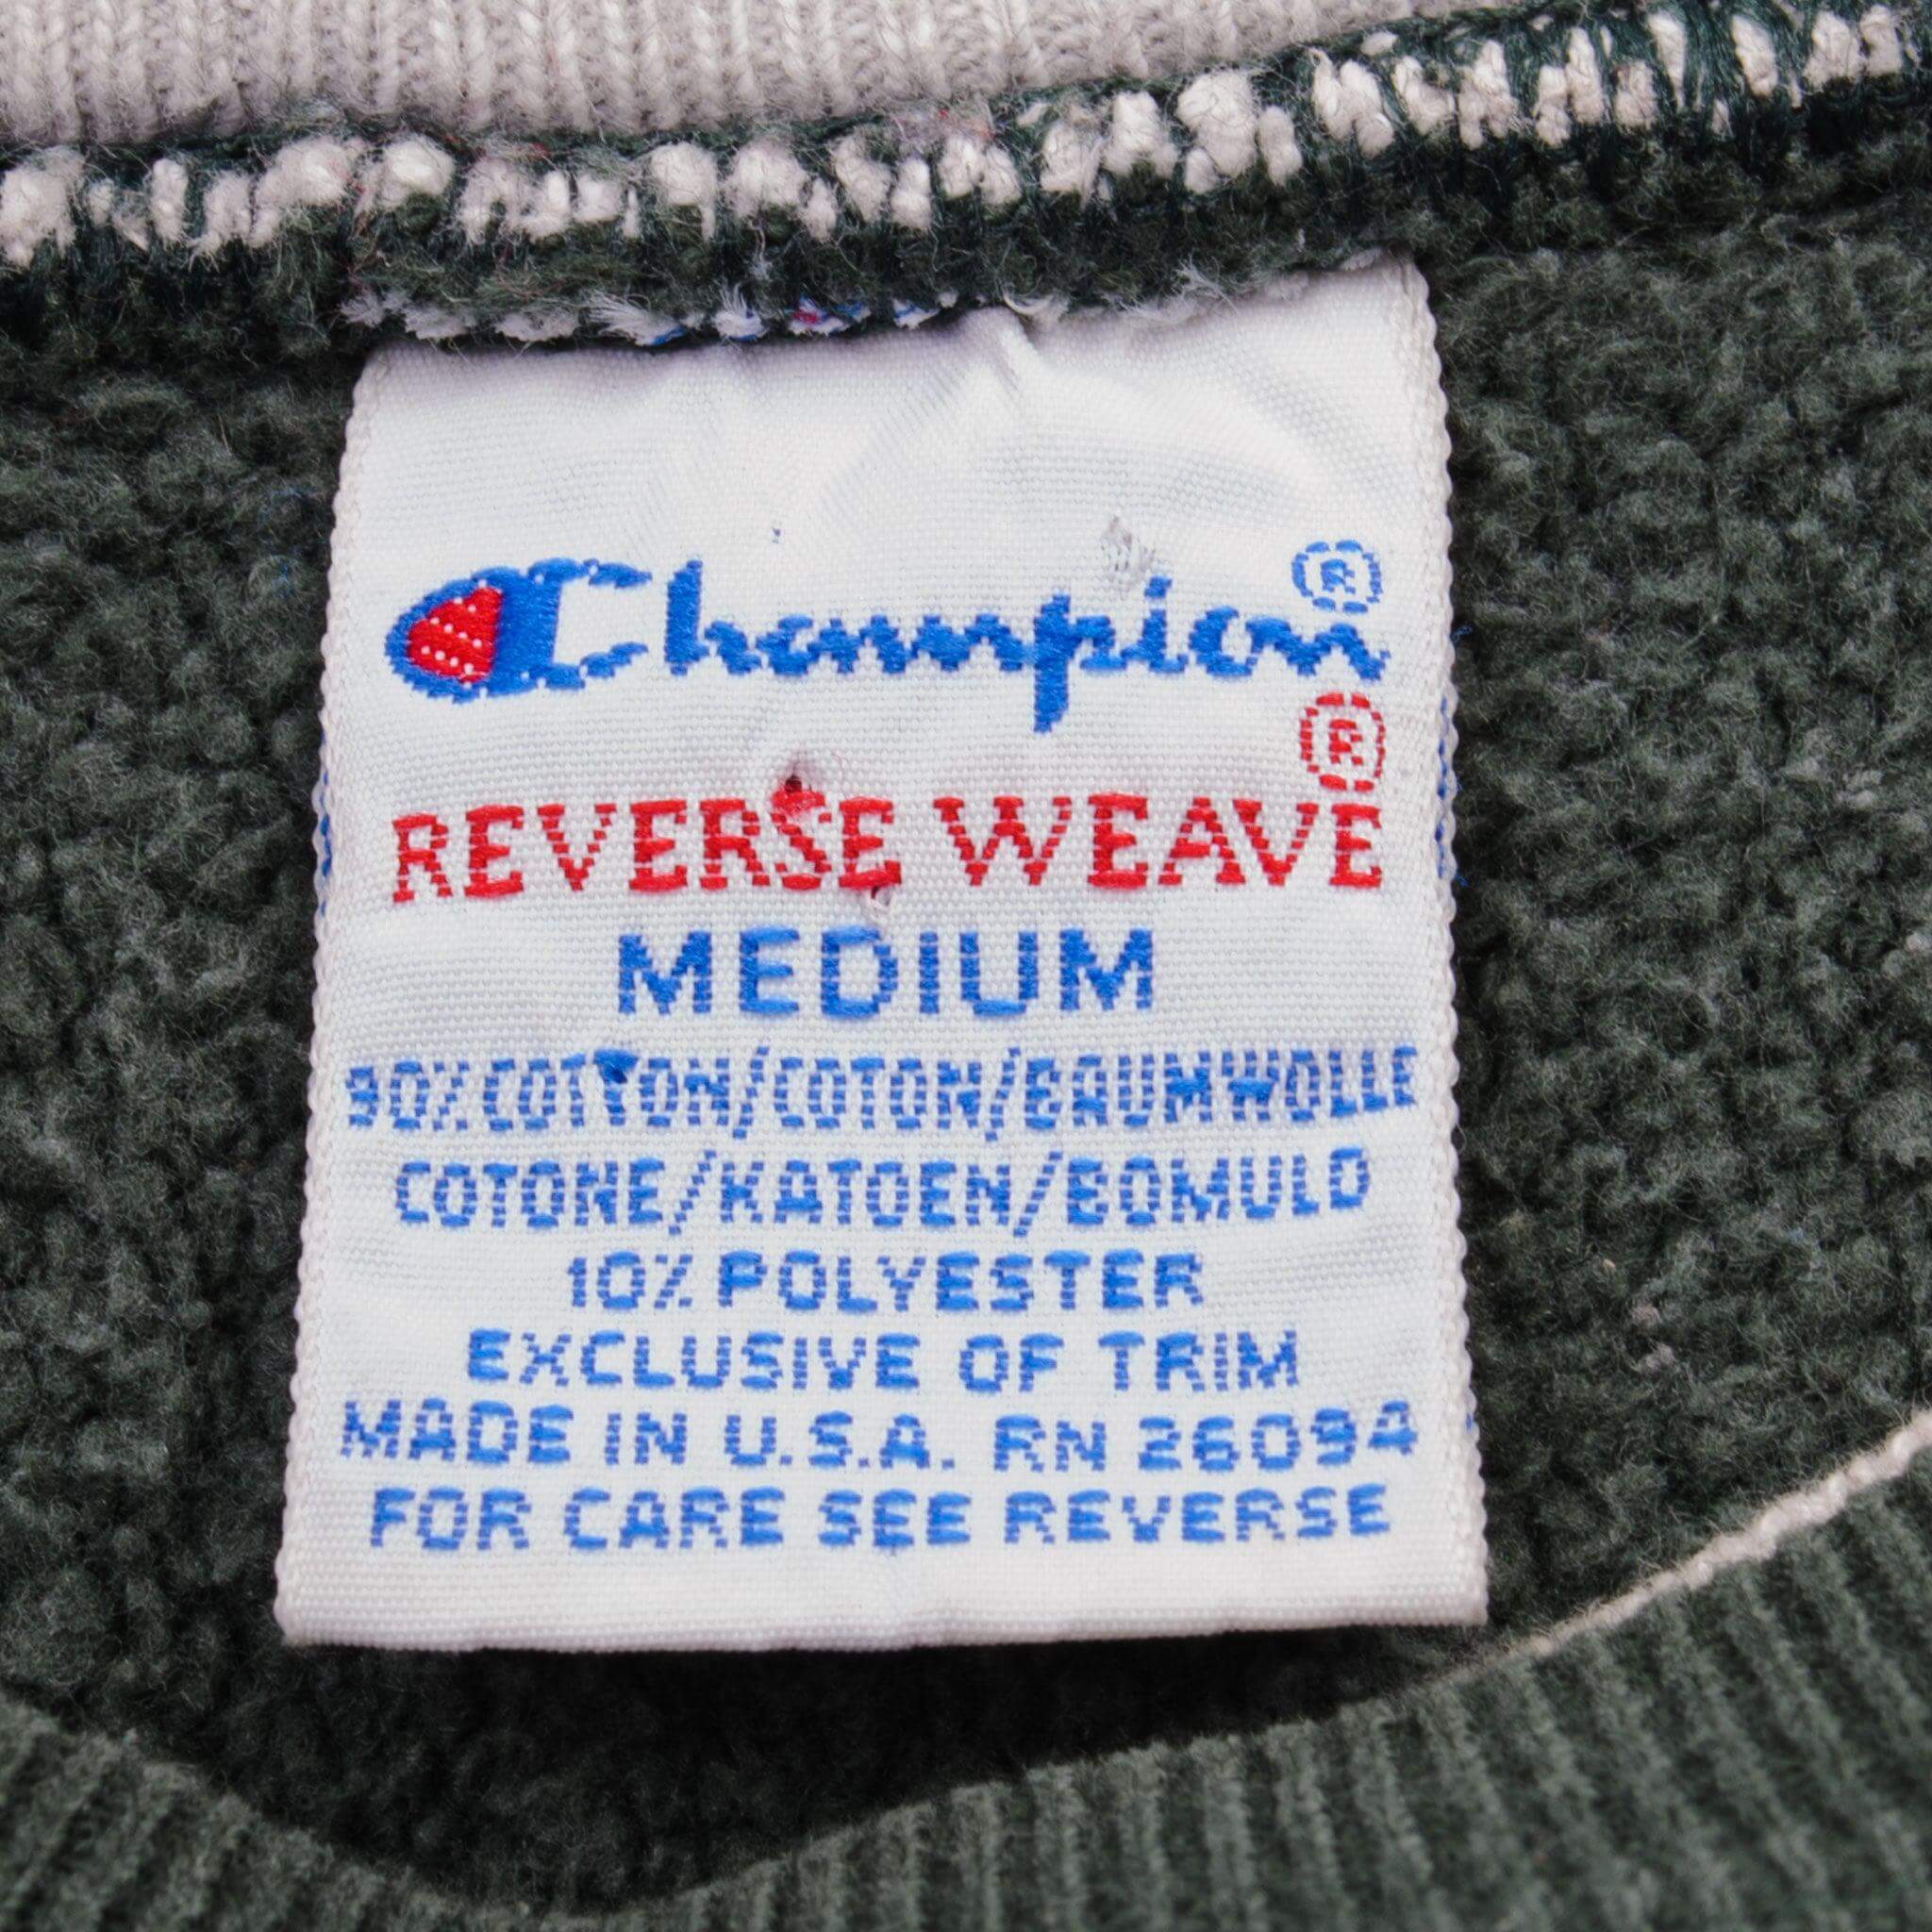 Champion®
REVERSE WEAVE®
MEDIUM
90% COTTON/COTON/BAUMWOLLE
COTONE/KATOEN/BOMULD
10% POLYESTER
EXCLUSIVE OF TRIM
MADE IN U.S.A. RN 26094
FOR CARE SEE REVERSE